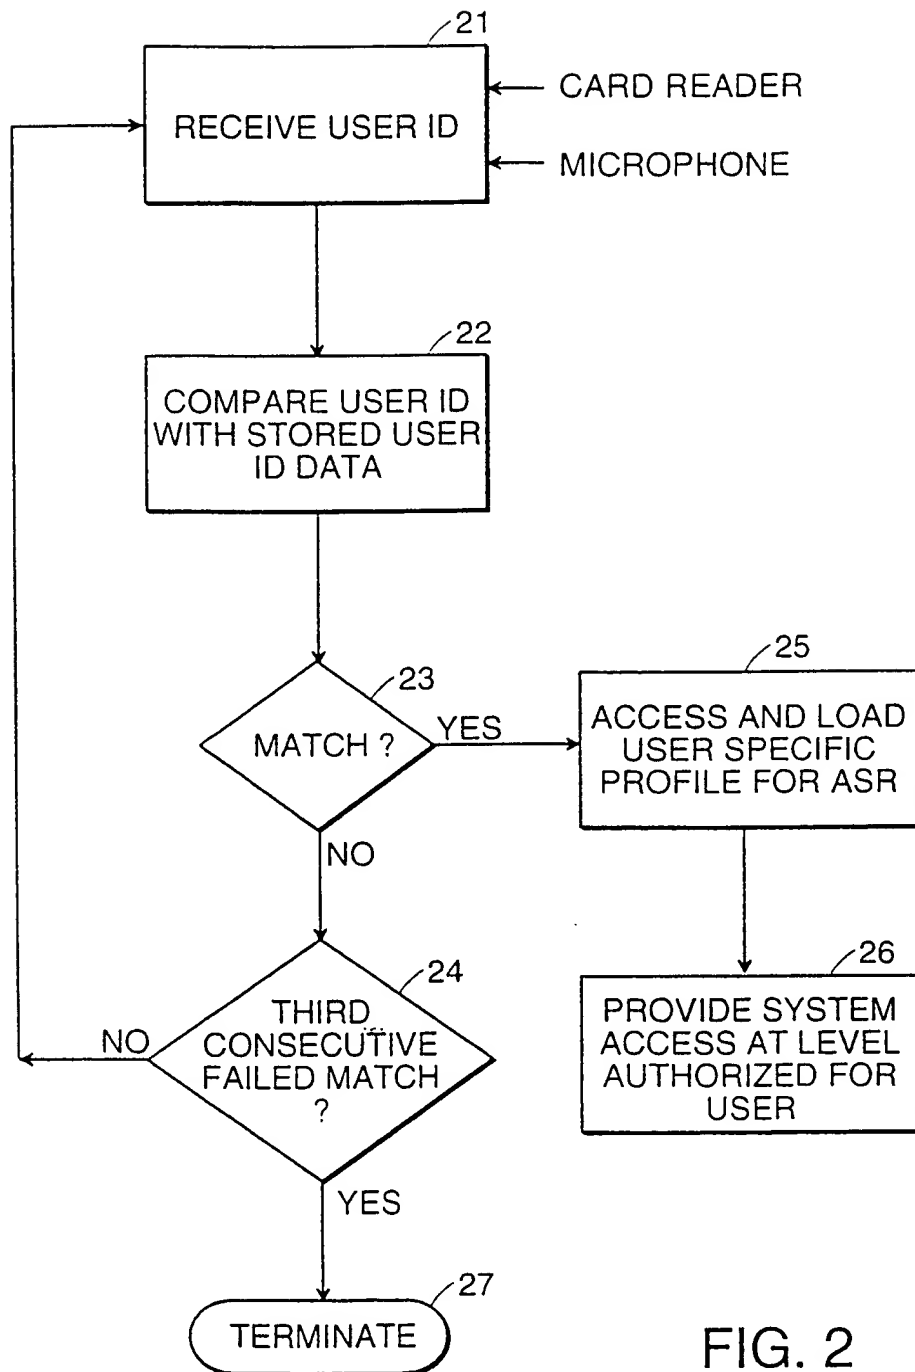 21
RECEIVE USER ID
CARD READER
MICROPHONE
22
COMPARE USER ID
WITH STORED USER
ID DATA
23
MATCH ?
YES
NO
25
ACCESS AND LOAD
USER SPECIFIC
PROFILE FOR ASR
24
THIRD
CONSECUTIVE
FAILED MATCH
?
NO
YES
26
PROVIDE SYSTEM
ACCESS AT LEVEL
AUTHORIZED FOR
USER
27
TERMINATE
FIG. 2